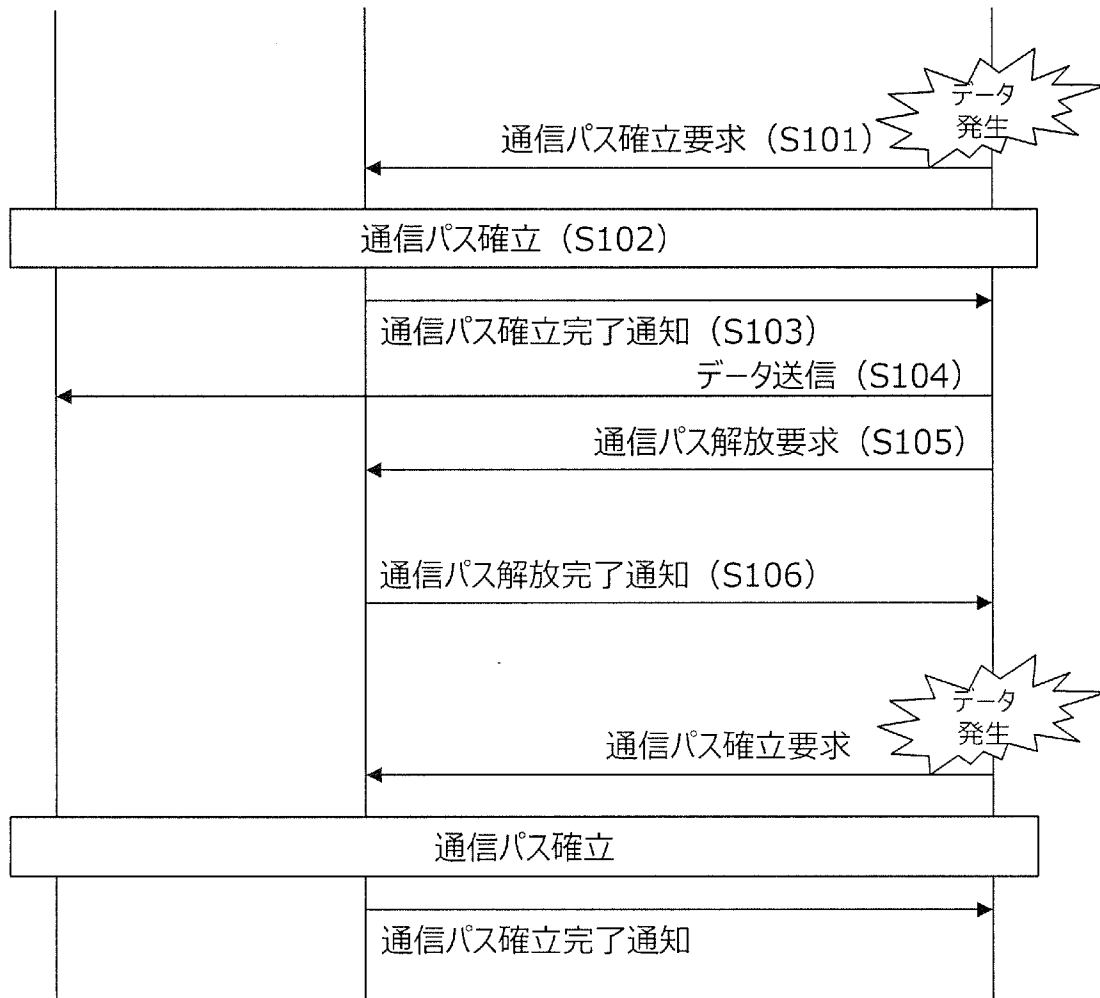 データ
発生
通信パス確立要求（S101）
通信パス確立（S102）
通信パス確立完了通知（S103）
データ送信（S104）
通信パス解放要求（S105）
通信パス解放完了通知（S106）
データ
発生
通信パス確立要求
通信パス確立
通信パス確立完了通知